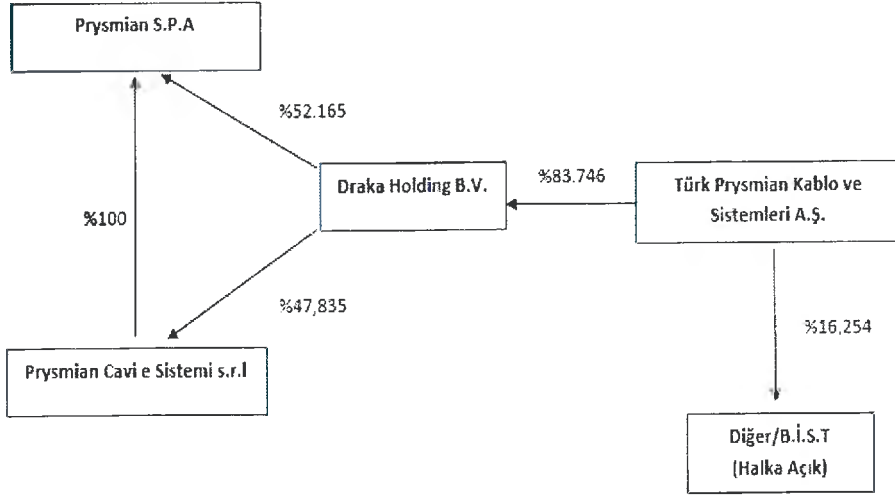 Prysmian S.P.A
%52.165
Draka Holding B.V.
%83.746
Türk Prysmian Kablo ve
Sistemleri A.Ş.
%100
%47,835
%16,254
Prysmian Cavi e Sistemi s.r.l
Diğer/B.İ.S.T
(Halka Açık)